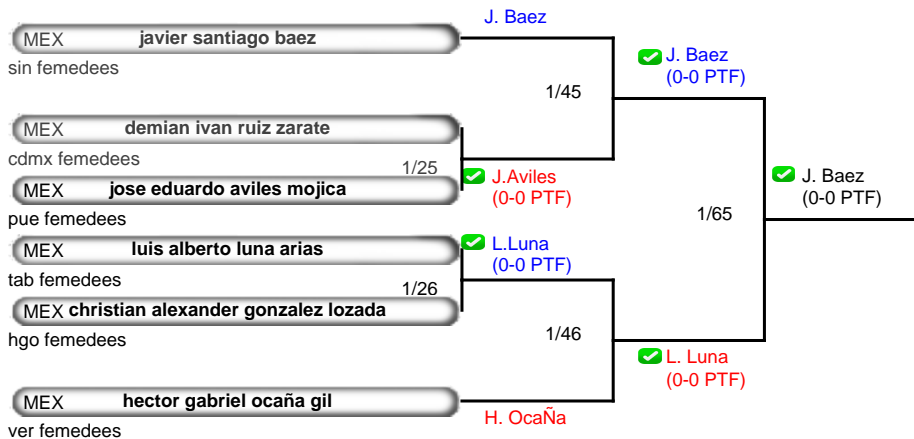 J. Baez
MEX javier santiago baez
sin femedees
J. Baez
(0-0 PTF)
1/45
MEX demian ivan ruiz zarate
cdmx femedees
1/25
J.Aviles
(0-0 PTF)
MEX jose eduardo aviles mojica
pue femedees
J. Baez
(0-0 PTF)
1/65
MEX luis alberto luna arias
tab femedees
L.Luna
(0-0 PTF)
1/26
MEX christian alexander gonzalez lozada
hgo femedees
1/46
L. Luna
(0-0 PTF)
MEX hector gabriel ocaña gil
ver femedees
H. OcaÑa